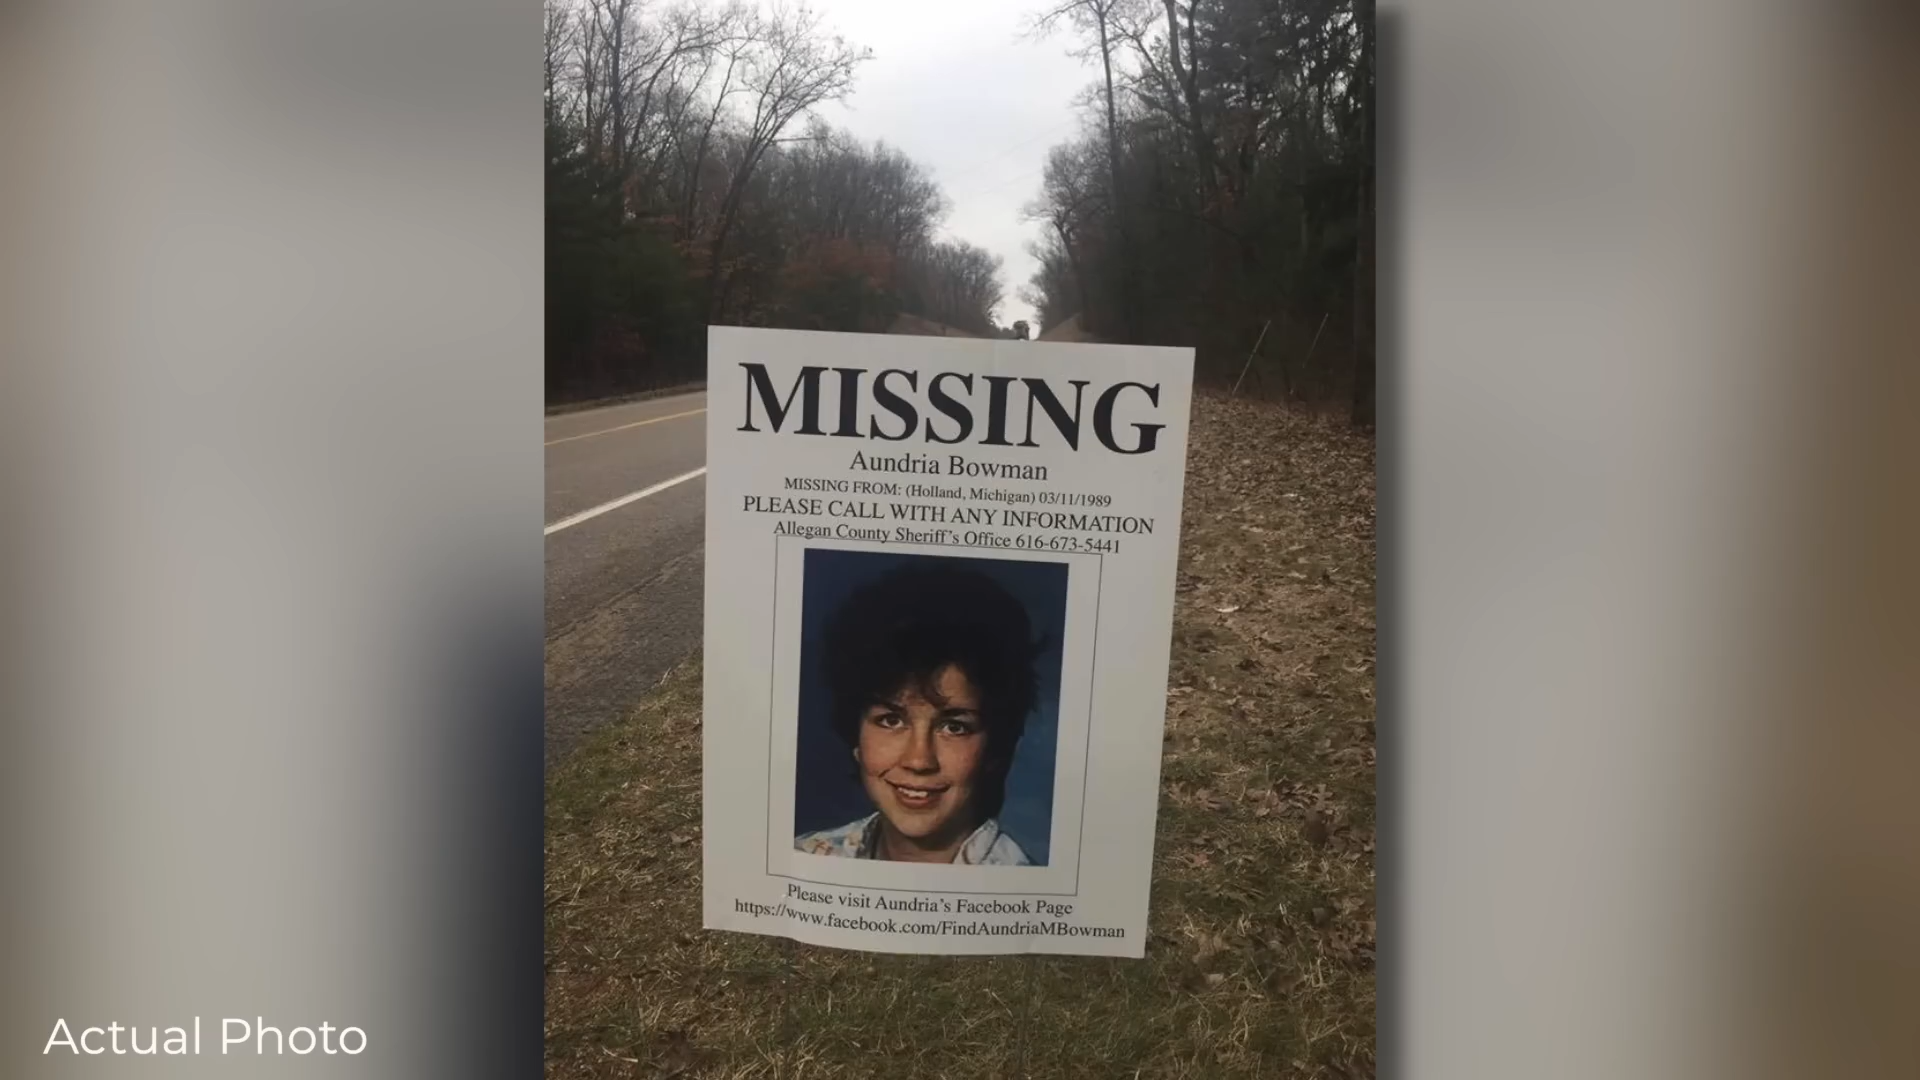 MISSING
Aundria Bowman
MISSING FROM: (Holland, Michigan) 03/11/1989
PLEASE CALL WITH ANY INFORMATION
Allegan County Sheriff's Office 616-673-5441
Please visit Aundria's Facebook Page
https://www.facebook.com/FindAundriaMBowman
Actual Photo